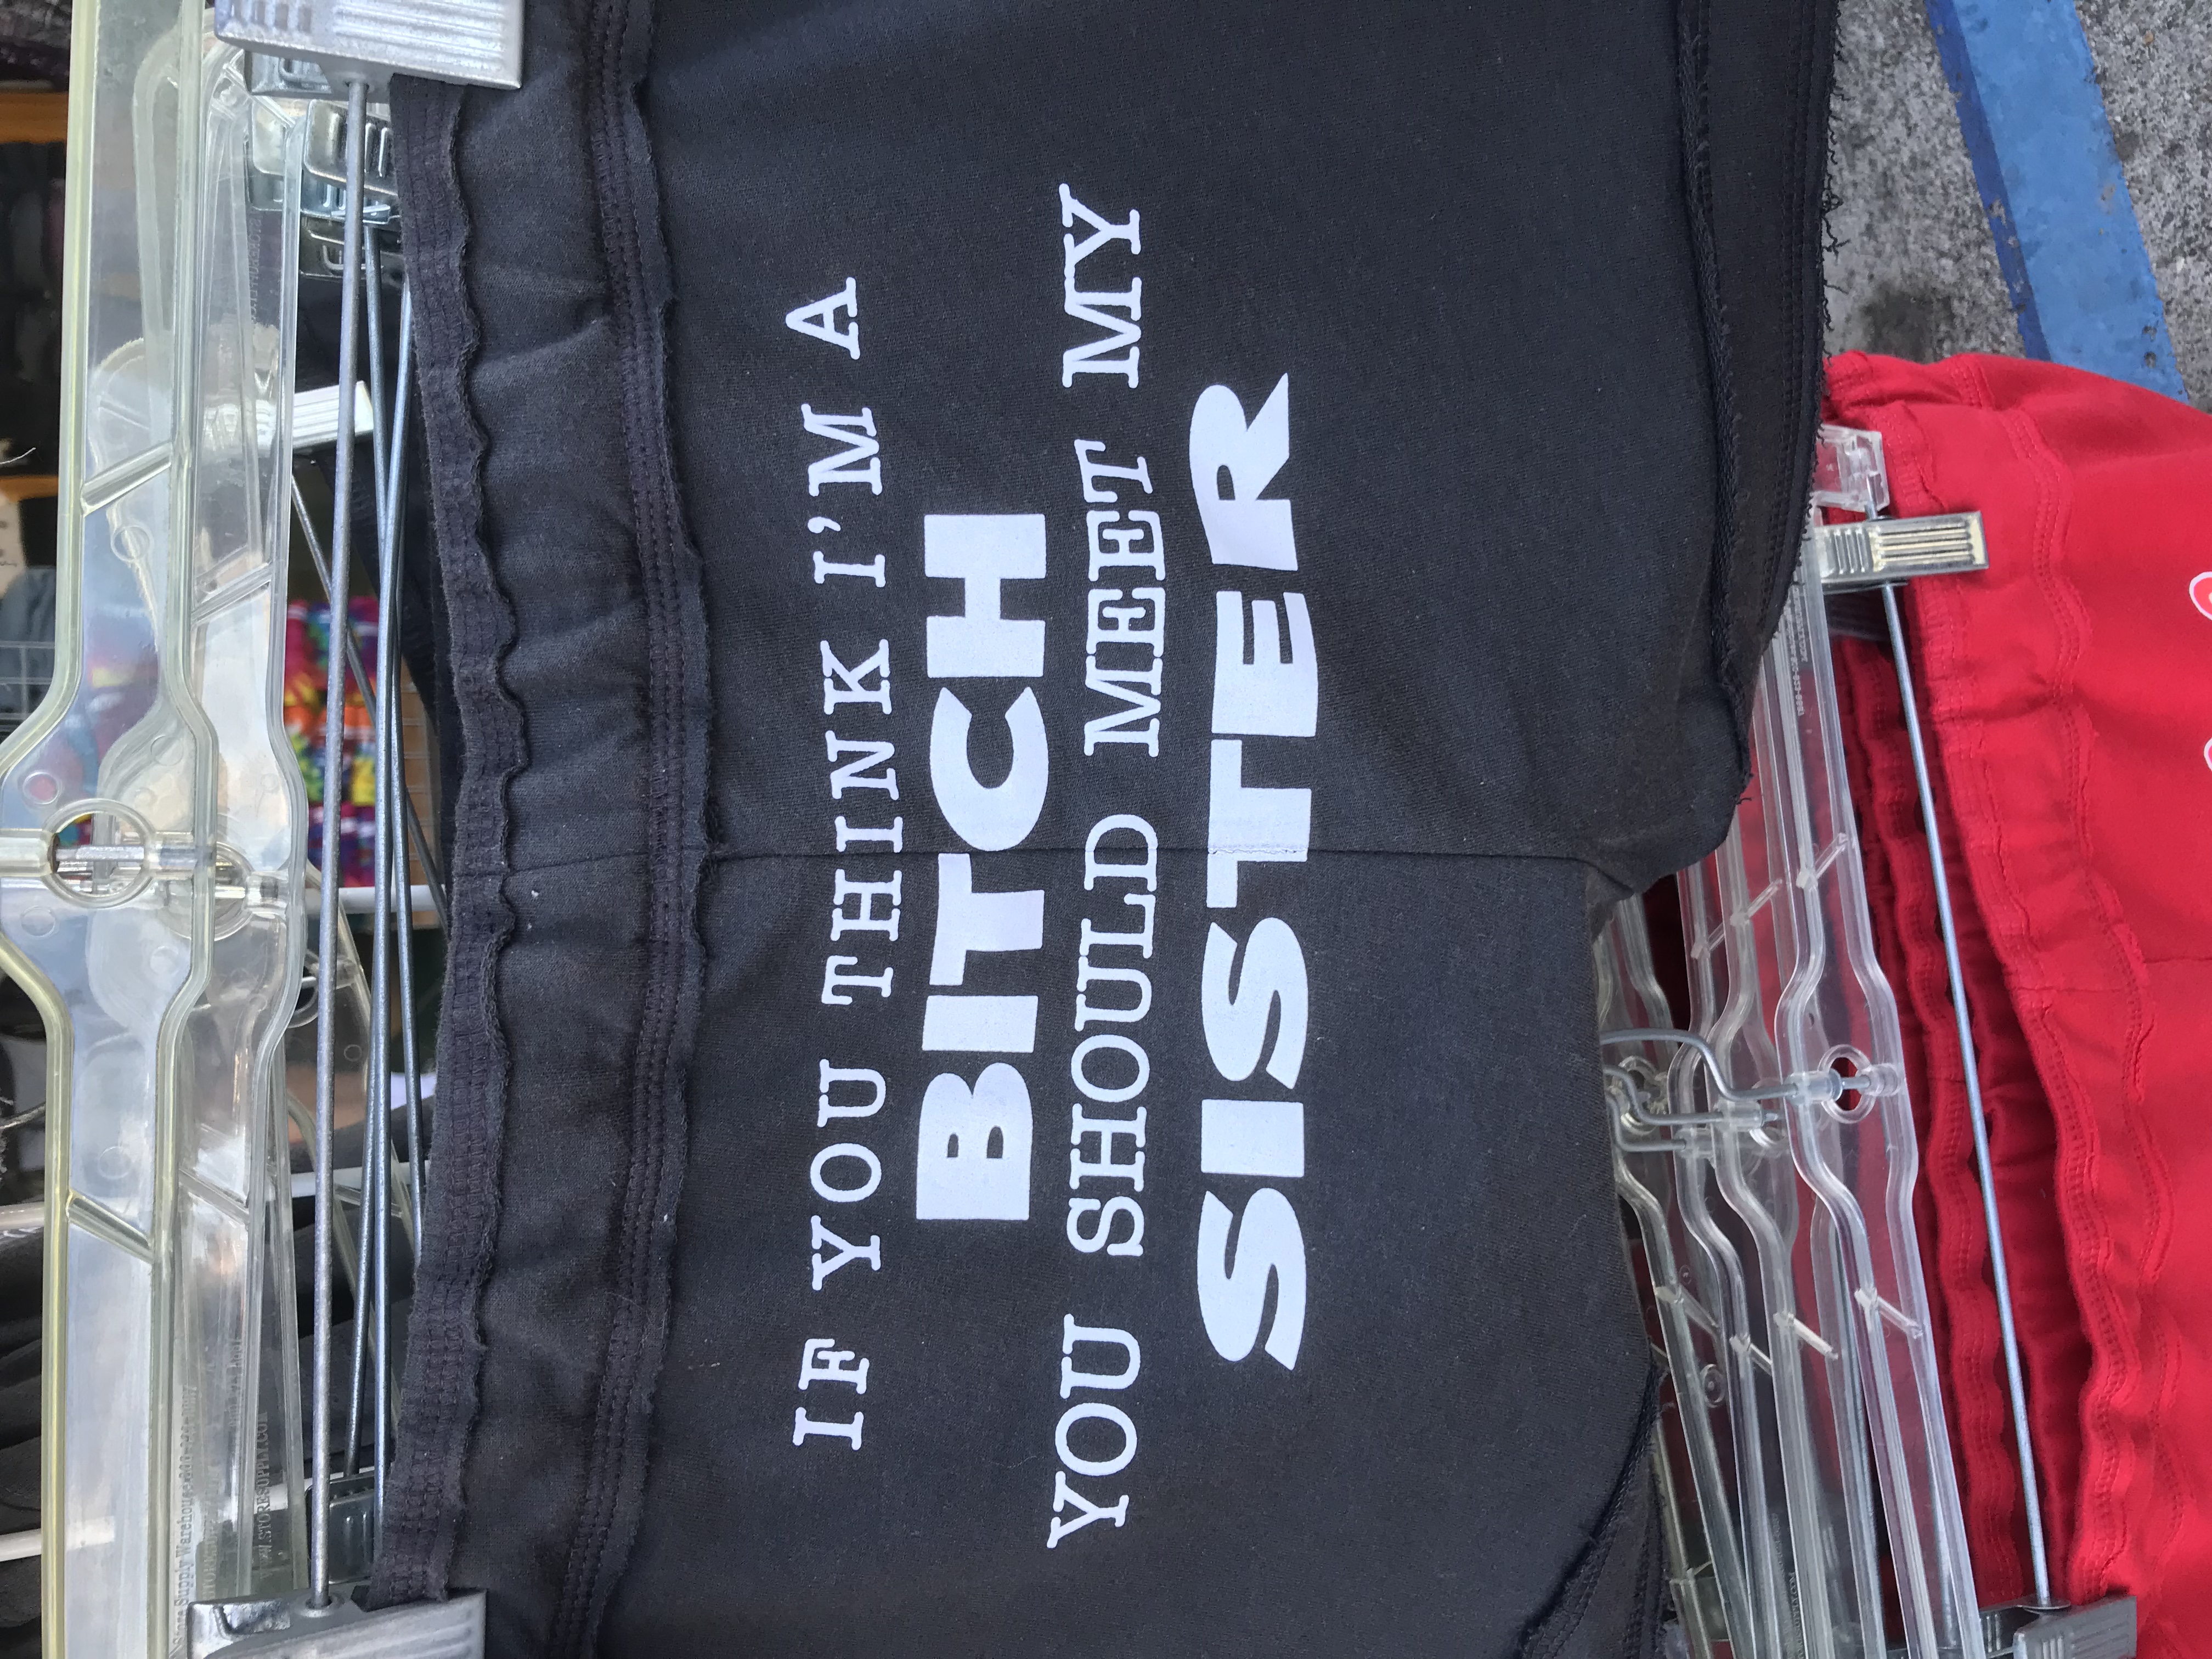 IF YOU THINK I'M A
BITCH
YOU SHOULD MEET MY
SISTER